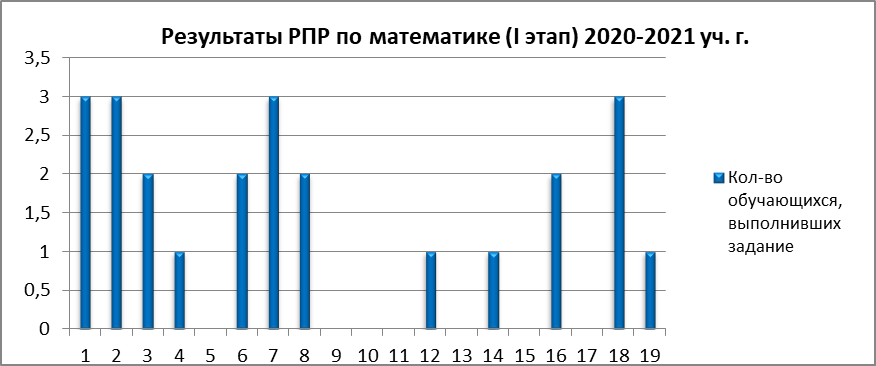 Результаты РПР по математике (I этап) 2020-2021 уч. г.
3,5
3
2,5
2
1,5
1
0,5
0
1 2 3 4 5 6 7 8 9 10 11 12 13 14 15 16 17 18 19
Кол-во
обучающихся,
выполнивших
задание